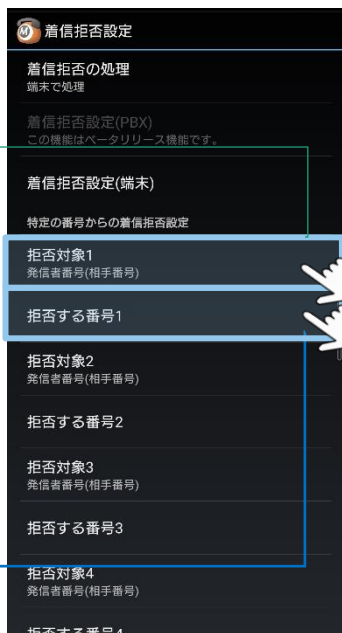 着信拒否設定
着信拒否の処理
端末で処理
着信拒否設定(PBX)
この機能はベータリリース機能です。
着信拒否設定(端末)
特定の番号からの着信拒否設定
拒否対象1
発信者番号(相手番号)
拒否する番号1
拒否対象2
発信者番号(相手番号)
拒否する番号2
拒否対象3
発信者番号(相手番号)
拒否する番号3
拒否対象4
発信者番号(相手番号)
拒否する番号4